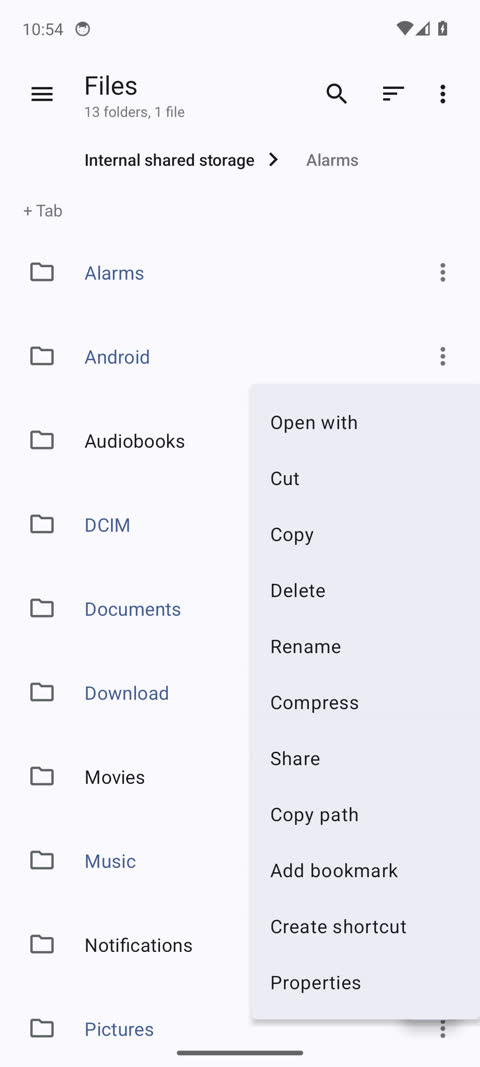 10:54
Files
13 folders, 1 file
Internal shared storage
Alarms
+ Tab
Alarms
Android
Audiobooks
DCIM
Documents
Download
Movies
Music
Notifications
Pictures
Open with
Cut
Copy
Delete
Rename
Compress
Share
Copy path
Add bookmark
Create shortcut
Properties